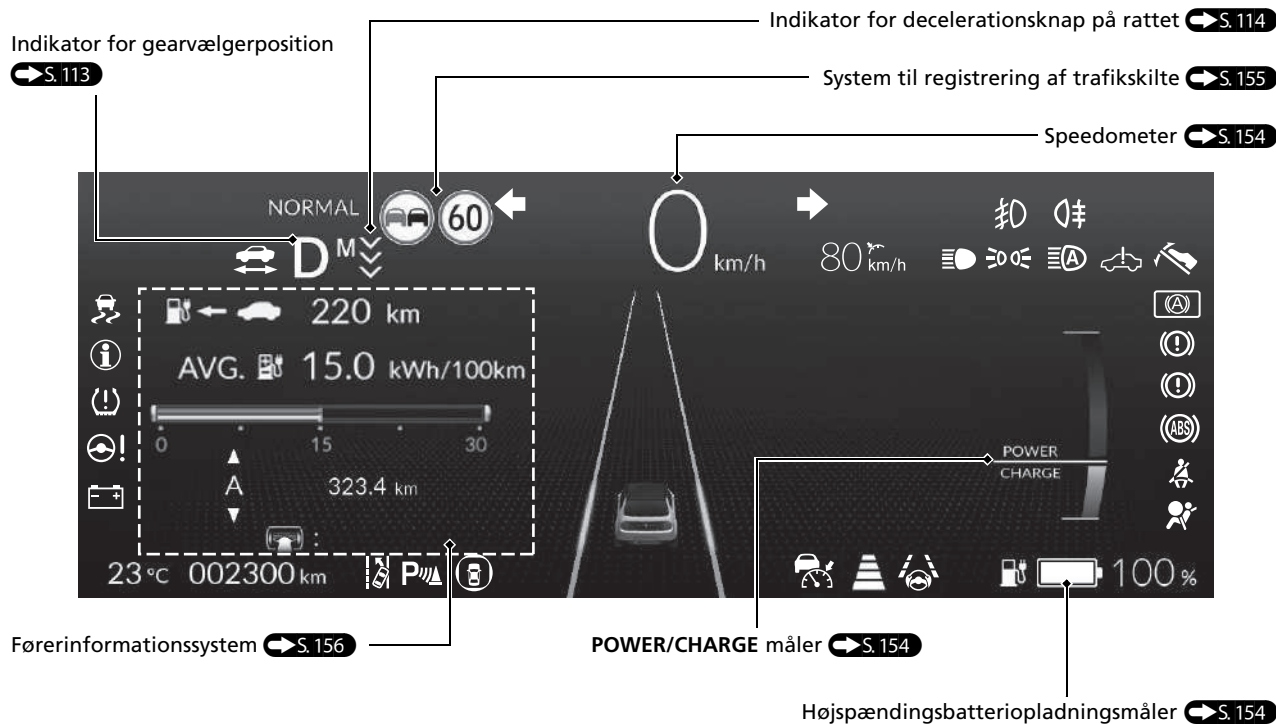 Indikator for decelerationsknap på rattet S. 114
Indikator for gearvælgerposition
S. 113
System til registrering af trafikskilte S. 155
Speedometer S. 154
NORMAL
60
D M
0 km/h
80 km/h
A
A
220 km
AVG. 15.0 kWh/100km
0 15 30
A 323.4 km
:
ABS
POWER
CHARGE
23 °C 002300 km P
100 %
Førerinformationssystem S. 156
POWER/CHARGE måler S. 154
Højspændingsbatteriopladningsmåler S. 154